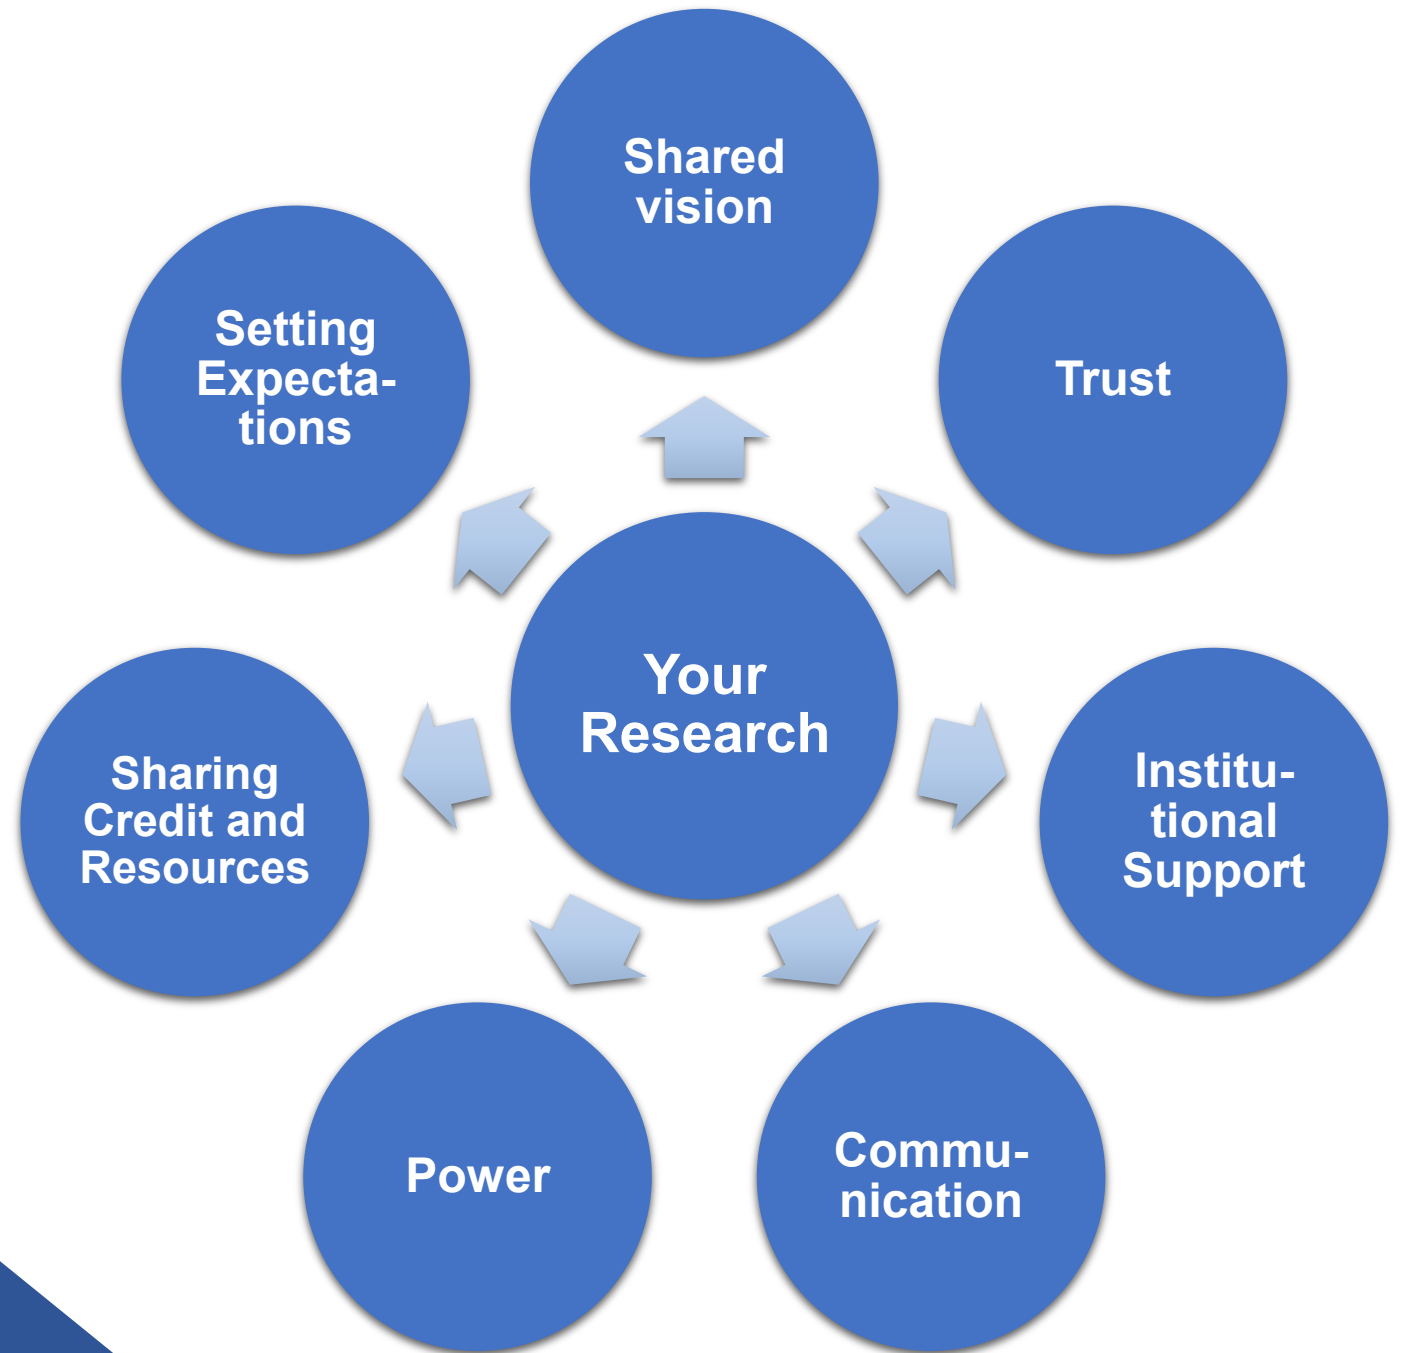 Shared
vision
Trust
Institu-
tional
Support
Commu-
nication
Power
Sharing
Credit and
Resources
Setting
Expecta-
tions
Your
Research